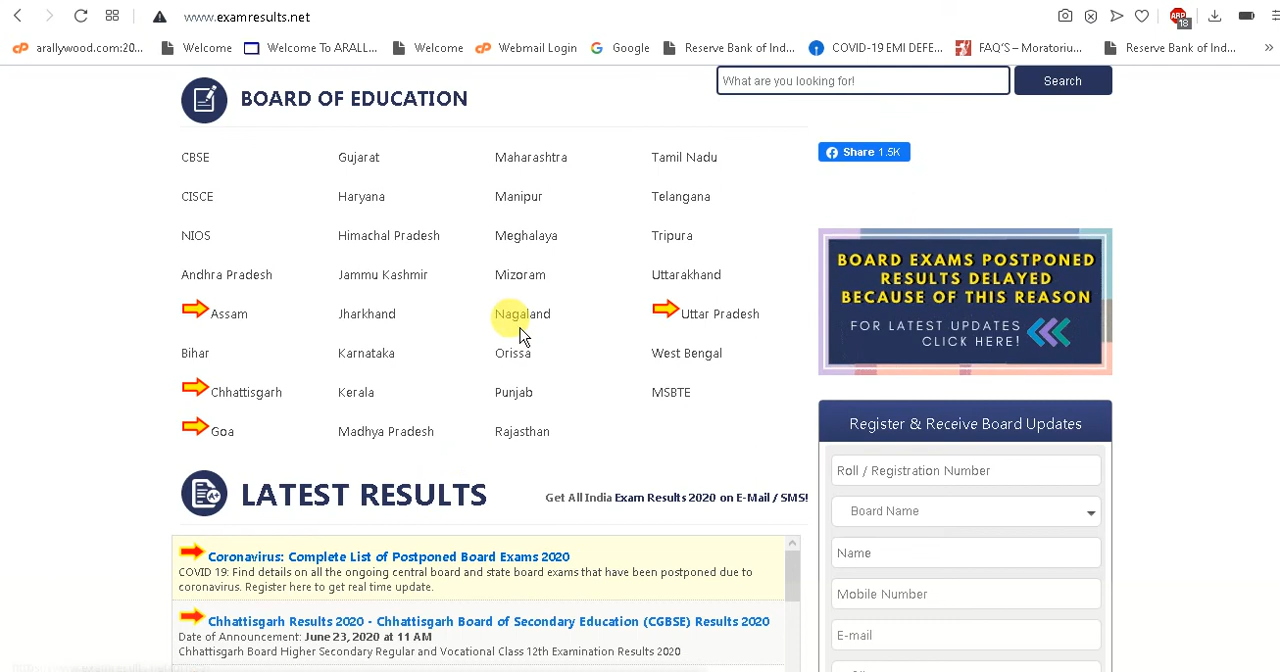 www.examresults.net
ARP
18
arallywood.com:20...
Welcome
Welcome To ARALL...
Welcome
Webmail Login
Google
Reserve Bank of Ind...
COVID-19 EMI DEFE...
FAQ'S – Moratoriu...
Reserve Bank of Ind...
»
BOARD OF EDUCATION
What are you looking for!
Search
CBSE
Gujarat
Maharashtra
Tamil Nadu
Share 1.5K
CISCE
Haryana
Manipur
Telangana
NIOS
Himachal Pradesh
Meghalaya
Tripura
Andhra Pradesh
Jammu Kashmir
Mizoram
Uttarakhand
Assam
Jharkhand
Nagaland
Uttar Pradesh
Bihar
Karnataka
Orissa
West Bengal
Chhattisgarh
Kerala
Punjab
MSBTE
Goa
Madhya Pradesh
Rajasthan
BOARD EXAMS POSTPONED
RESULTS DELAYED
BECAUSE OF THIS REASON
FOR LATEST UPDATES
CLICK HERE!
Register & Receive Board Updates
Roll / Registration Number
Board Name
Name
Mobile Number
E-mail
LATEST RESULTS
Get All India Exam Results 2020 on E-Mail / SMS!
Coronavirus: Complete List of Postponed Board Exams 2020
COVID 19: Find details on all the ongoing central board and state board exams that have been postponed due to
coronavirus. Register here to get real time update.
Chhattisgarh Results 2020 - Chhattisgarh Board of Secondary Education (CGBSE) Results 2020
Date of Announcement: June 23, 2020 at 11 AM
Chhattisgarh Board Higher Secondary Regular and Vocational Class 12th Examination Results 2020